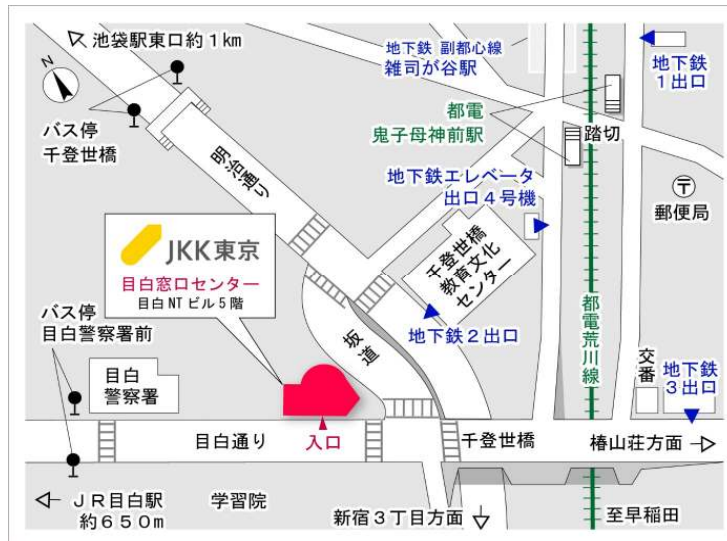 池袋駅東口約1km
N
バス停
千登世橋
明治通り
地下鉄 副都心線
雑司が谷駅
地下鉄
1出口
都電
鬼子母神前駅
踏切
地下鉄エレベータ
出口4号機
〒
郵便局
JKK東京
目白窓口センター
目白NTビル5階
千登世橋
教育文化
センター
地下鉄2出口
バス停
目白警察署前
目白
警察署
坂道
都電荒川線
交番
地下鉄
3出口
目白通り
入口
千登世橋
椿山荘方面
JR目白駅
約650m
学習院
新宿3丁目方面
至早稲田